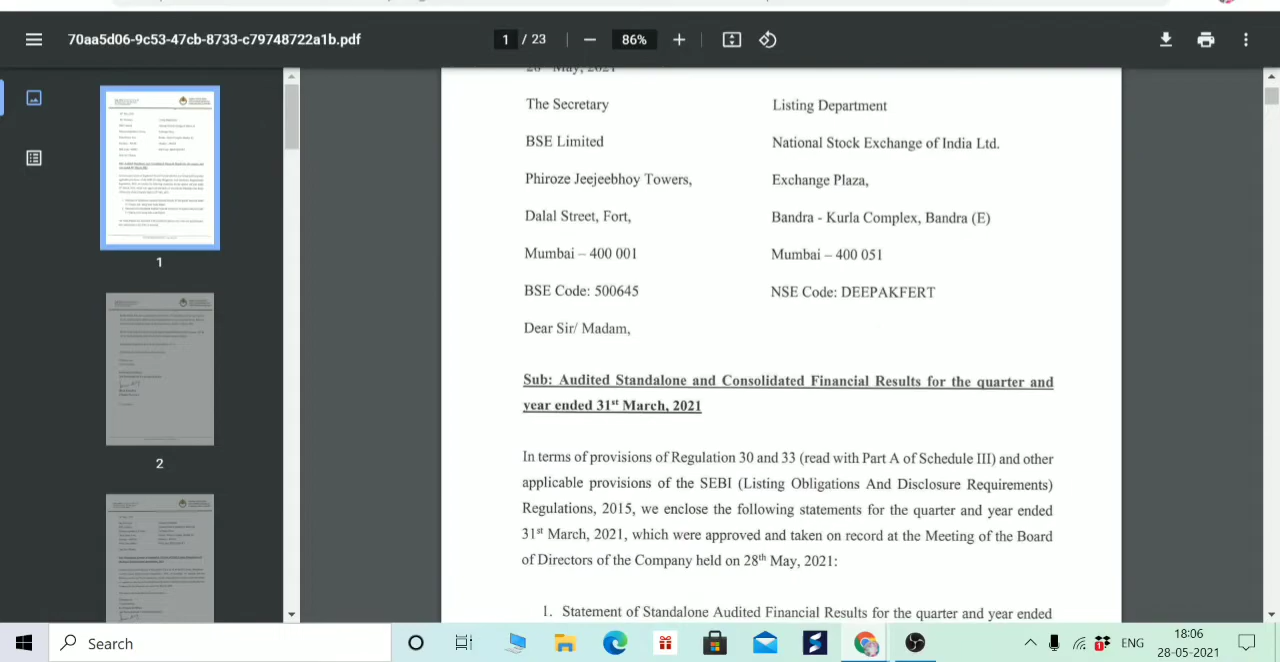 70aa5d06-9c53-47cb-8733-c79748722a1b.pdf
1 / 23
86%
1
2
28th May, 2021
The Secretary
BSE Limited
Phiroze Jeejeebhoy Towers,
Dalal Street, Fort,
Mumbai – 400 001
BSE Code: 500645
Listing Department
National Stock Exchange of India Ltd.
Exchange Plaza,
Bandra - Kurla Complex, Bandra (E)
Mumbai – 400 051
NSE Code: DEEPAKFERT
Dear Sir/ Madam,
Sub: Audited Standalone and Consolidated Financial Results for the quarter and
year ended 31st March, 2021
In terms of provisions of Regulation 30 and 33 (read with Part A of Schedule III) and other
applicable provisions of the SEBI (Listing Obligations And Disclosure Requirements)
Regulations, 2015, we enclose the following statements for the quarter and year ended
31st March, 2021, which were approved and taken on record at the Meeting of the Board
of Directors of the Company held on 28th May, 2021:
1. Statement of Standalone Audited Financial Results for the quarter and year ended
Search
ENG
18:06
28-05-2021